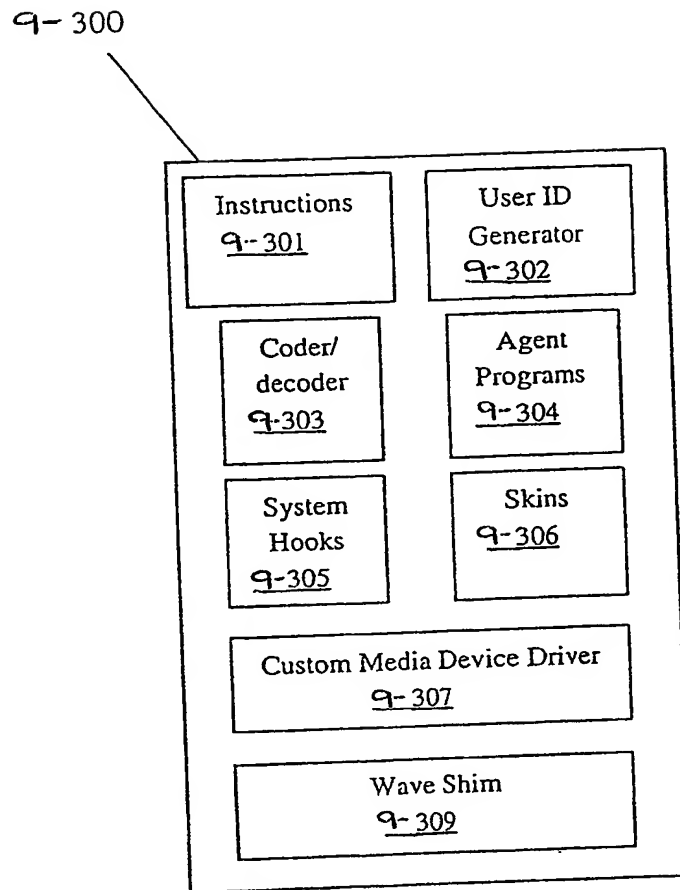 9-300
Instructions
9-301
User ID
Generator
9-302
Coder/
decoder
9-303
Agent
Programs
9-304
System
Hooks
9-305
Skins
9-306
Custom Media Device Driver
9-307
Wave Shim
9-309